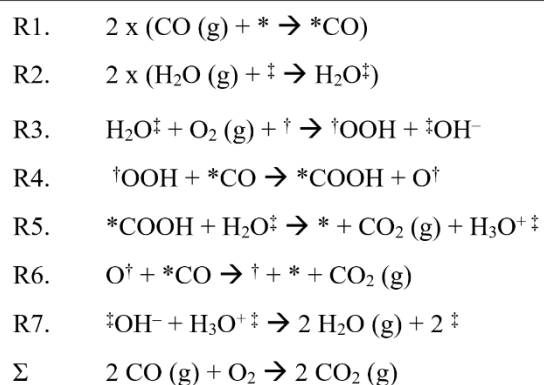 R1. 2 x (CO (g) + * → *CO)
R2. 2 x (H₂O (g) + ‡ → H₂O‡)
R3. H₂O‡ + O₂ (g) + † → †OOH + ‡OH⁻
R4. †OOH + *CO → *COOH + O†
R5. *COOH + H₂O‡ → * + CO₂ (g) + H₃O⁺ ‡
R6. O† + *CO → † + * + CO₂ (g)
R7. ‡OH⁻ + H₃O⁺ ‡ → 2 H₂O (g) + 2 ‡
Σ 2 CO (g) + O₂ → 2 CO₂ (g)